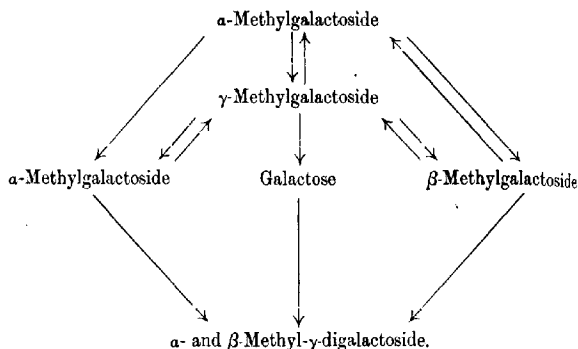 α-Methylgalactoside
γ-Methylgalactoside
α-Methylgalactoside Galactose β-Methylgalactoside
α- and β-Methyl-γ-digalactoside.